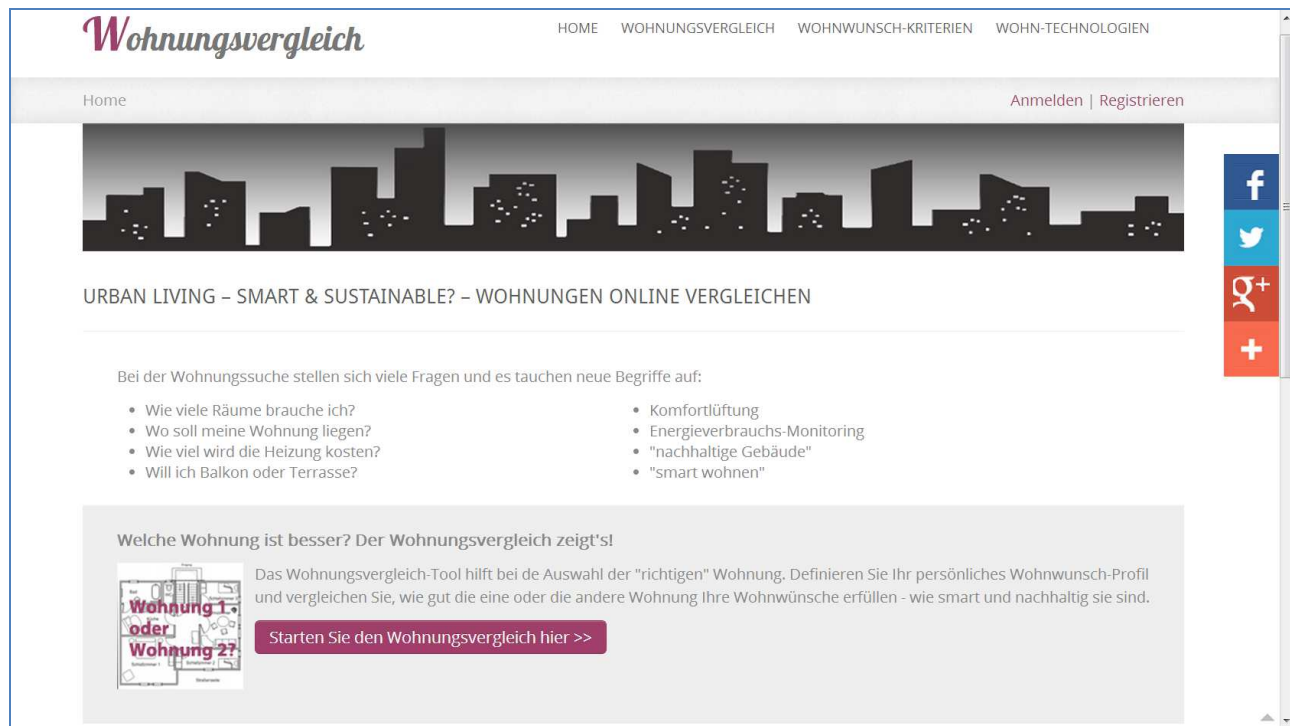 Wohnungsvergleich
HOME WOHNUNGSVERGLEICH WOHNWUNSCH-KRITERIEN WOHN-TECHNOLOGIEN
Home
Anmelden | Registrieren
URBAN LIVING – SMART & SUSTAINABLE? – WOHNUNGEN ONLINE VERGLEICHEN
Bei der Wohnungssuche stellen sich viele Fragen und es tauchen neue Begriffe auf:
• Wie viele Räume brauche ich?
• Wo soll meine Wohnung liegen?
• Wie viel wird die Heizung kosten?
• Will ich Balkon oder Terrasse?
• Komfortlüftung
• Energieverbrauchs-Monitoring
• "nachhaltige Gebäude"
• "smart wohnen"
Welche Wohnung ist besser? Der Wohnungsvergleich zeigt's!
Wohnung 1
oder
Wohnung 2?
Das Wohnungsvergleich-Tool hilft bei de Auswahl der "richtigen" Wohnung. Definieren Sie Ihr persönliches Wohnwunsch-Profil
und vergleichen Sie, wie gut die eine oder die andere Wohnung Ihre Wohnwünsche erfüllen - wie smart und nachhaltig sie sind.
Starten Sie den Wohnungsvergleich hier >>